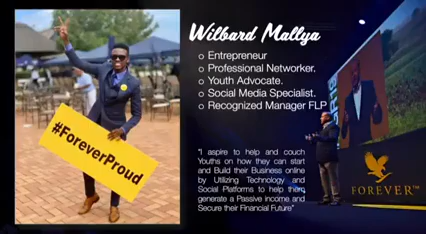 Wilbard Mallya
o Entrepreneur
o Professional Networker.
o Youth Advocate.
o Social Media Specialist.
o Recognized Manager FLP
#ForeverProud
"I aspire to help and couch
Youths on how they can start
and Build their Business online
by Utilizing Technology and
Social Platforms to help them
generate a Passive income and
Secure their Financial Future"
FOREVER™